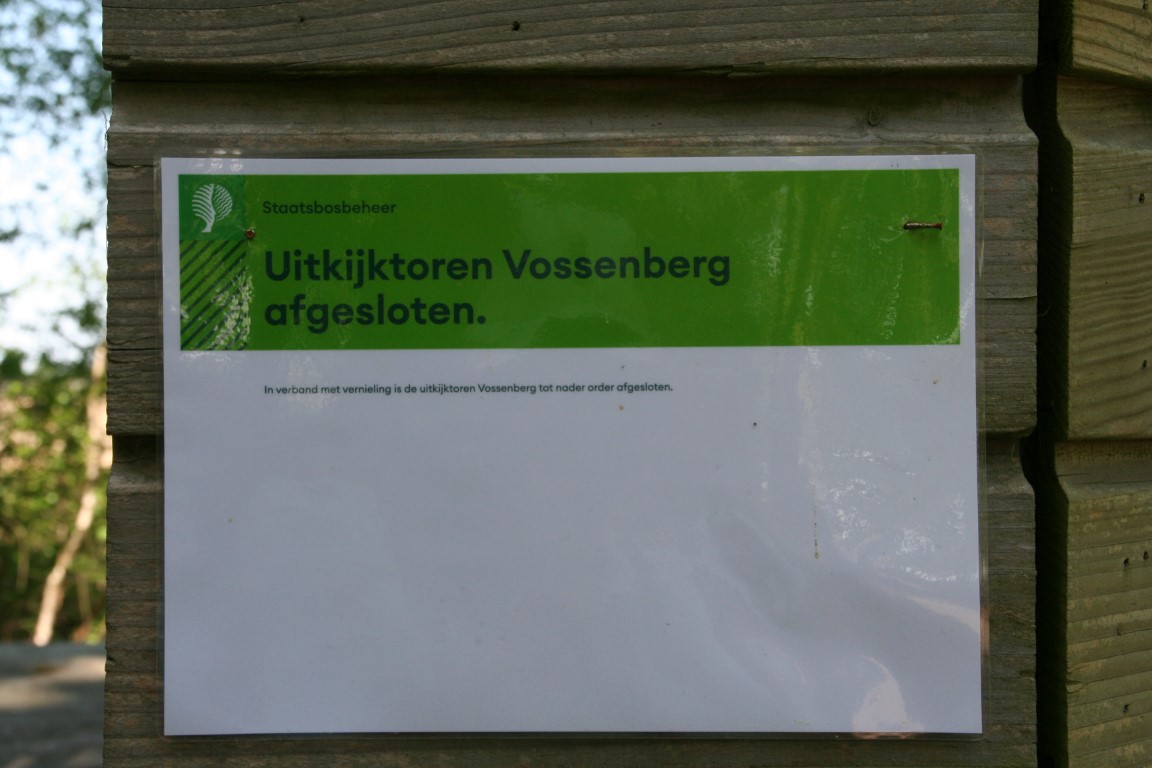 Staatsbosbeheer
Uitkijktoren Vossenberg
afgesloten.
In verband met vernieling is de uitkijktoren Vossenberg tot nader order afgesloten.